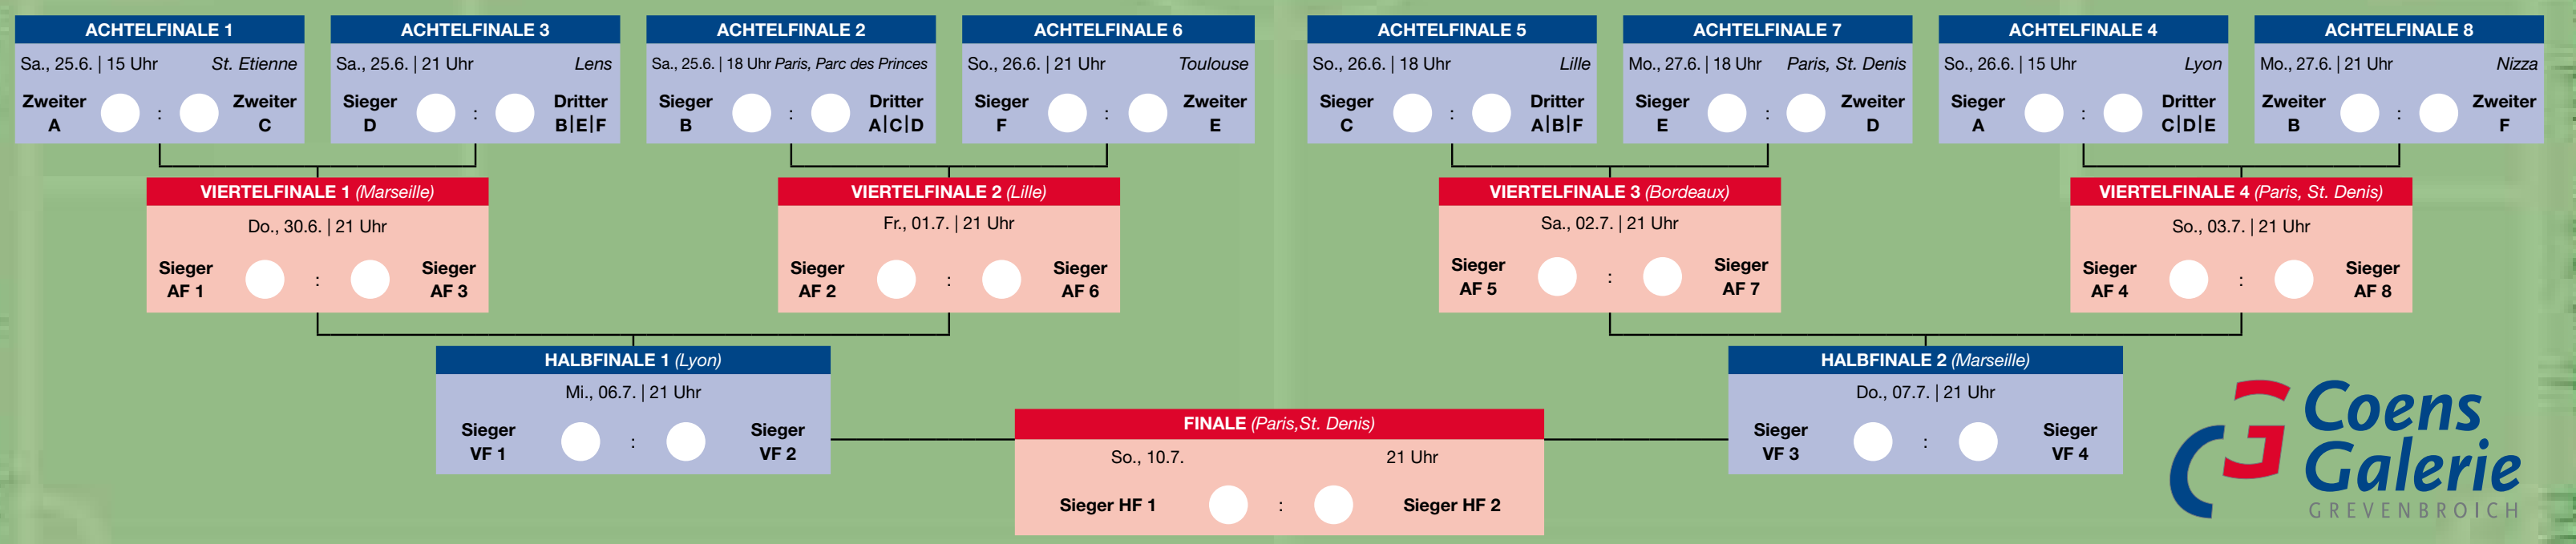 ACHTELFINALE 1
Sa., 25.6. | 15 Uhr St. Etienne
Zweiter : Zweiter
A C
ACHTELFINALE 3
Sa., 25.6. | 21 Uhr Lens
Sieger : Dritter
D B|E|F
ACHTELFINALE 2
Sa., 25.6. | 18 Uhr Paris, Parc des Princes
Sieger : Dritter
B A|C|D
ACHTELFINALE 6
So., 26.6. | 21 Uhr Toulouse
Sieger : Zweiter
F E
ACHTELFINALE 5
So., 26.6. | 18 Uhr Lille
Sieger : Dritter
C A|B|F
ACHTELFINALE 7
Mo., 27.6. | 18 Uhr Paris, St. Denis
Sieger : Zweiter
E D
ACHTELFINALE 4
So., 26.6. | 15 Uhr Lyon
Sieger : Dritter
A C|D|E
ACHTELFINALE 8
Mo., 27.6. | 21 Uhr Nizza
Zweiter : Zweiter
B F
VIERTELFINALE 1 (Marseille)
Do., 30.6. | 21 Uhr
Sieger : Sieger
AF 1 AF 3
VIERTELFINALE 2 (Lille)
Fr., 01.7. | 21 Uhr
Sieger : Sieger
AF 2 AF 6
VIERTELFINALE 3 (Bordeaux)
Sa., 02.7. | 21 Uhr
Sieger : Sieger
AF 5 AF 7
VIERTELFINALE 4 (Paris, St. Denis)
So., 03.7. | 21 Uhr
Sieger : Sieger
AF 4 AF 8
HALBFINALE 1 (Lyon)
Mi., 06.7. | 21 Uhr
Sieger : Sieger
VF 1 VF 2
FINALE (Paris,St. Denis)
So., 10.7. 21 Uhr
Sieger HF 1 : Sieger HF 2
HALBFINALE 2 (Marseille)
Do., 07.7. | 21 Uhr
Sieger : Sieger
VF 3 VF 4
Coens
Galerie
GREVENBROICH